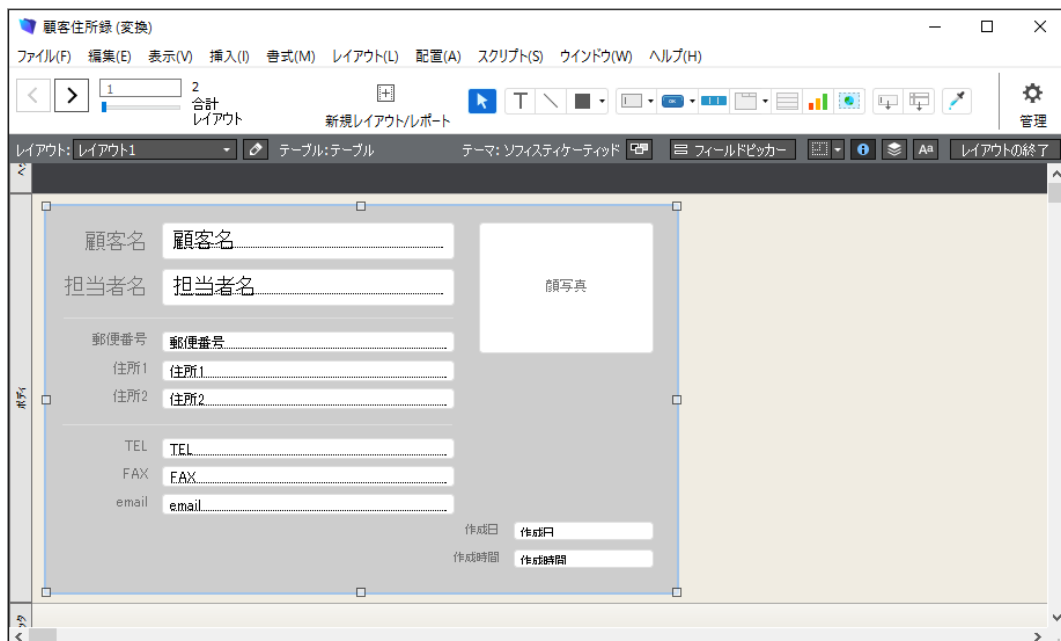 顧客住所録 (変換)
ファイル(F) 編集(E) 表示(V) 挿入(I) 書式(M) レイアウト(L) 配置(A) スクリプト(S) ウインドウ(W) ヘルプ(H)
1
2
合計
レイアウト
新規レイアウト/レポート
管理
レイアウト: レイアウト1 テーブル:テーブル テーマ: ソフィスティケーティッド フィールドピッカー Aa レイアウトの終了
顧客名 顧客名
担当者名 担当者名
顔写真
郵便番号 郵便番号
住所1 住所1
住所2 住所2
ボディ
TEL TEL
FAX FAX
email email
作成日 作成日
作成時間 作成時間